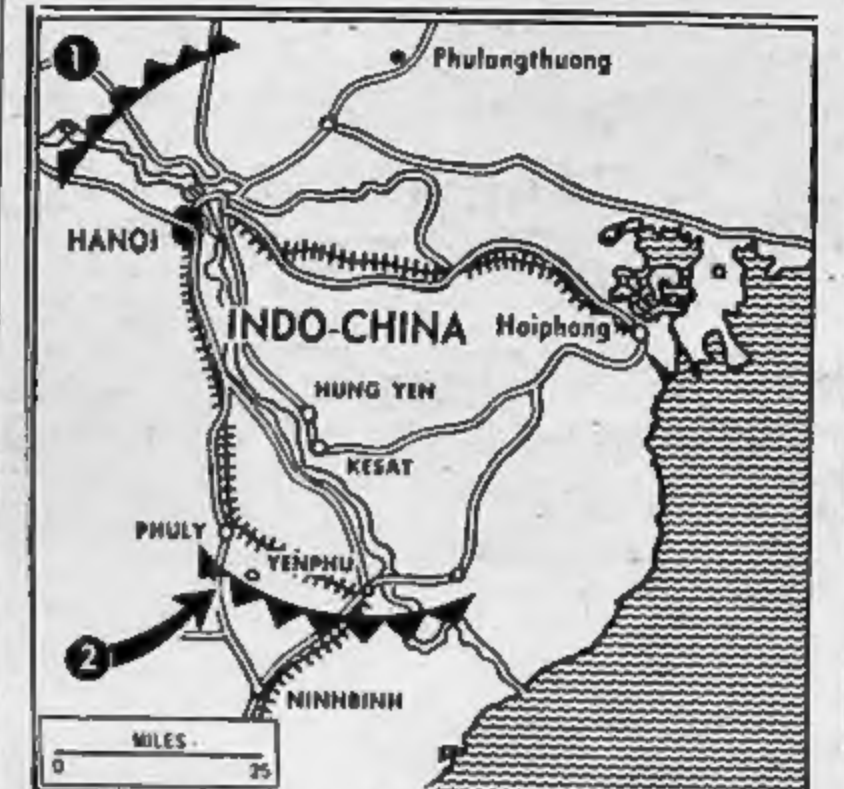 1
Phulangthuong
HANOI
INDO-CHINA
Haiphong
HUNG YEN
KESAT
PHULY
YENPHU
2
NINHBINH
MILES
0 25